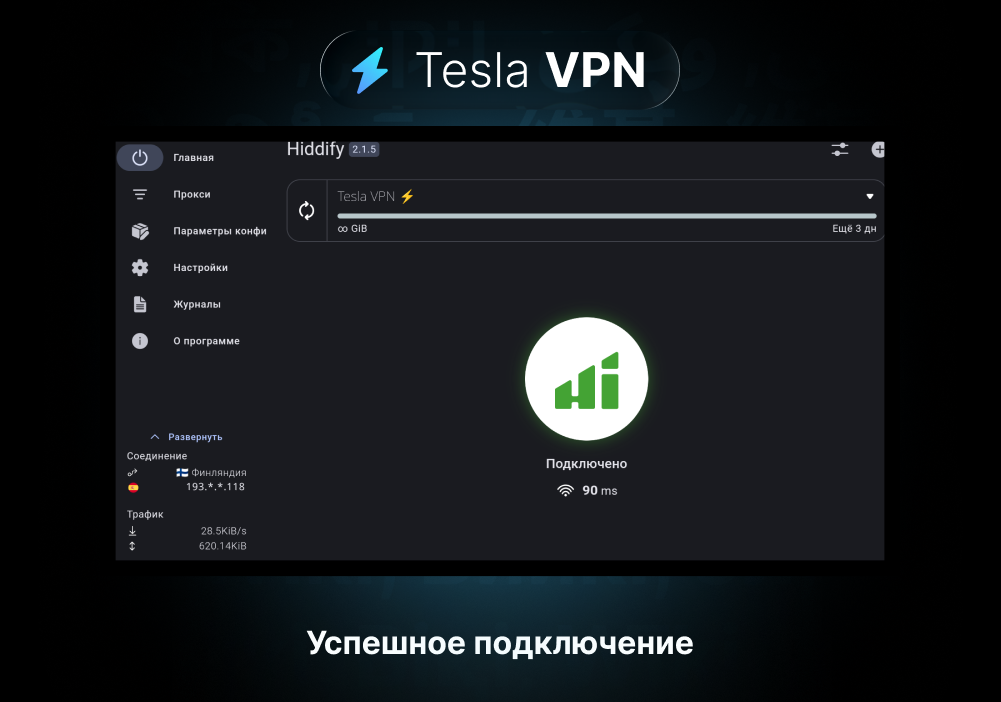 Tesla VPN
Hiddify 2.1.5
Главная
Прокси
Параметры конфи
Настройки
Журналы
О программе
Tesla VPN ⚡
∞ GiB
Ещё 3 дн
Подключено
90 ms
Развернуть
Соединение
Финляндия
193.*.*.118
Трафик
28.5KiB/s
620.14KiB
Успешное подключение